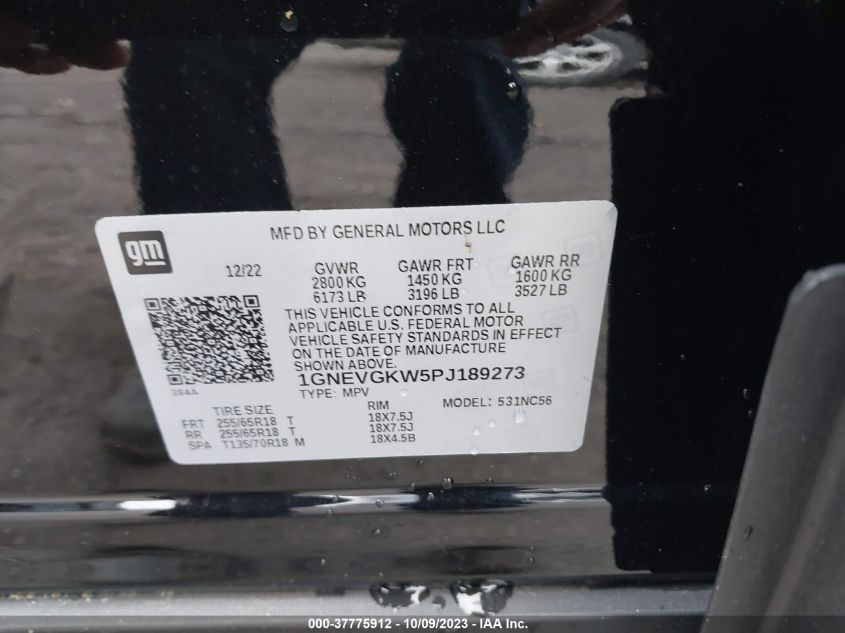 gm
MFD BY GENERAL MOTORS LLC
12/22 GVWR GAWR FRT GAWR RR
2800 KG 1450 KG 1600 KG
6173 LB 3196 LB 3527 LB
THIS VEHICLE CONFORMS TO ALL
APPLICABLE U.S. FEDERAL MOTOR
VEHICLE SAFETY STANDARDS IN EFFECT
ON THE DATE OF MANUFACTURE
SHOWN ABOVE.
1GNEVGKW5PJ189273
TYPE: MPV MODEL: 531NC56
TIRE SIZE RIM
FRT 255/65R18 T 18X7.5J
RR 255/65R18 T 18X7.5J
SPA T135/70R18 M 18X4.5B
000-37775912 - 10/09/2023 - IAA Inc.